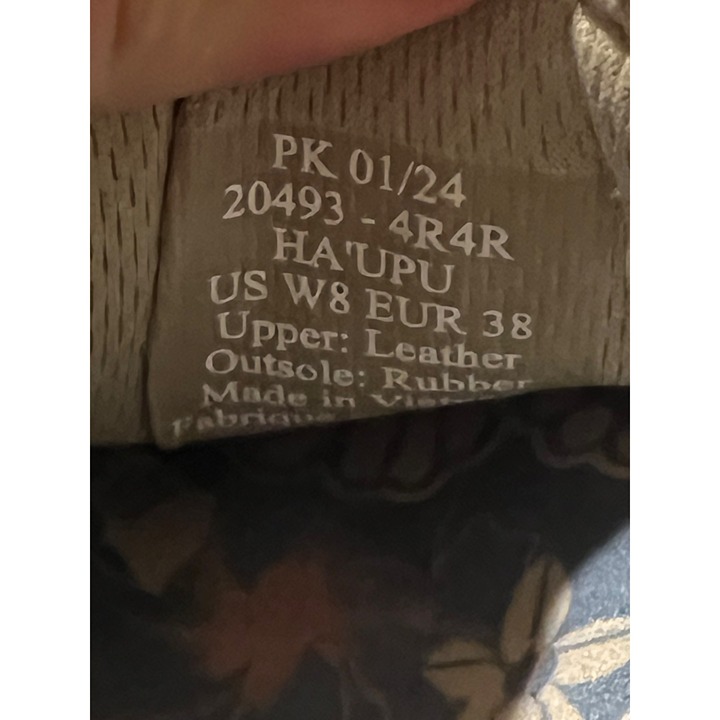 PK 01/24
20493 - 4R4R
HA'UPU
US W8 EUR 38
Upper: Leather
Outsole: Rubber
Made in